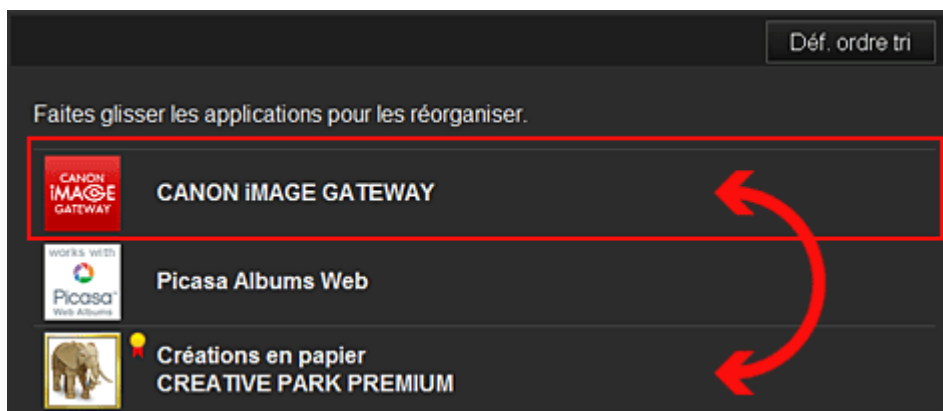 Déf. ordre tri
Faites glisser les applications pour les réorganiser.
CANON
iMAGE
GATEWAY
CANON iMAGE GATEWAY
works with
Picasa™
Web Albums
Picasa Albums Web
Créations en papier
CREATIVE PARK PREMIUM